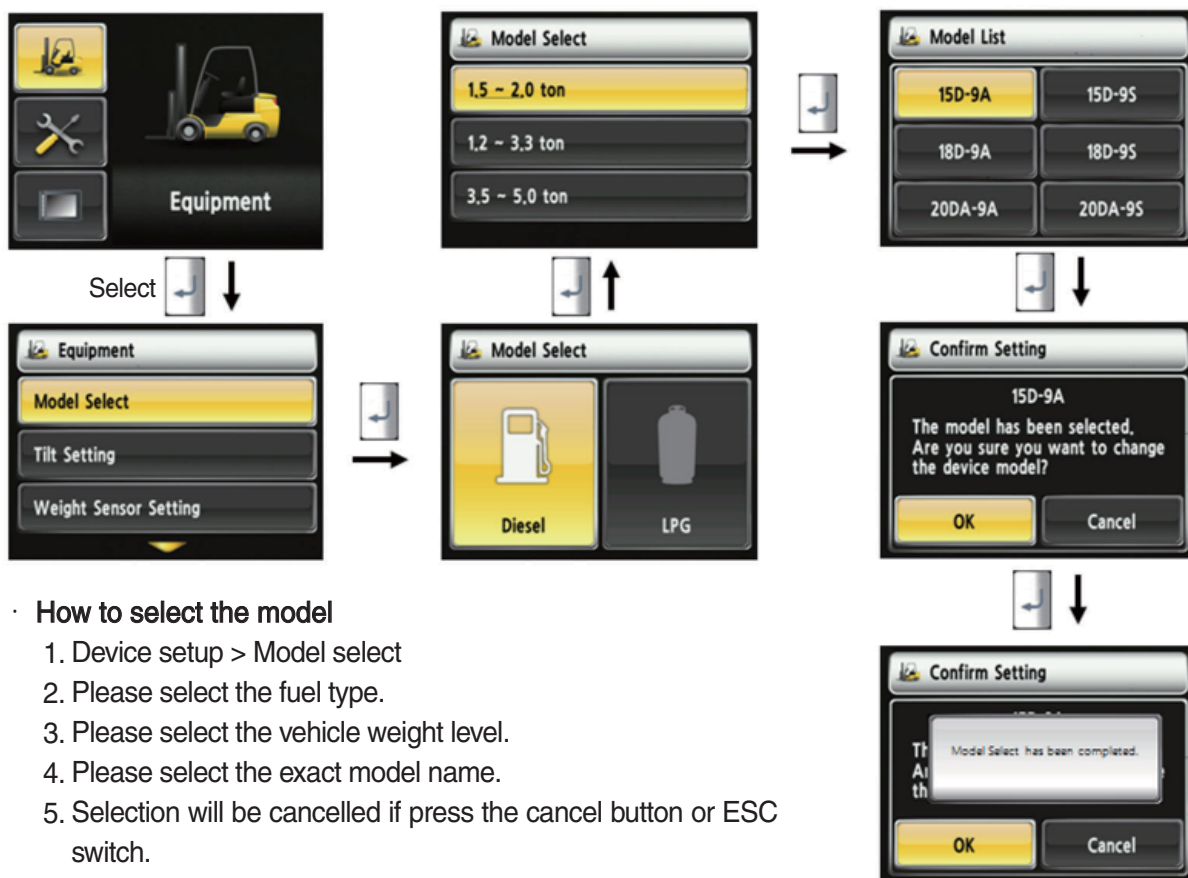 Equipment
Select
Equipment
Model Select
Tilt Setting
Weight Sensor Setting
Model Select
Diesel
LPG
Model Select
1.5 ~ 2.0 ton
1.2 ~ 3.3 ton
3.5 ~ 5.0 ton
Model List
15D-9A
15D-9S
18D-9A
18D-9S
20DA-9A
20DA-9S
Confirm Setting
15D-9A
The model has been selected.
Are you sure you want to change
the device model?
OK
Cancel
Confirm Setting
Th
Ar
th
e
Model Select has been completed.
OK
Cancel
· How to select the model
1. Device setup > Model select
2. Please select the fuel type.
3. Please select the vehicle weight level.
4. Please select the exact model name.
5. Selection will be cancelled if press the cancel button or ESC
switch.